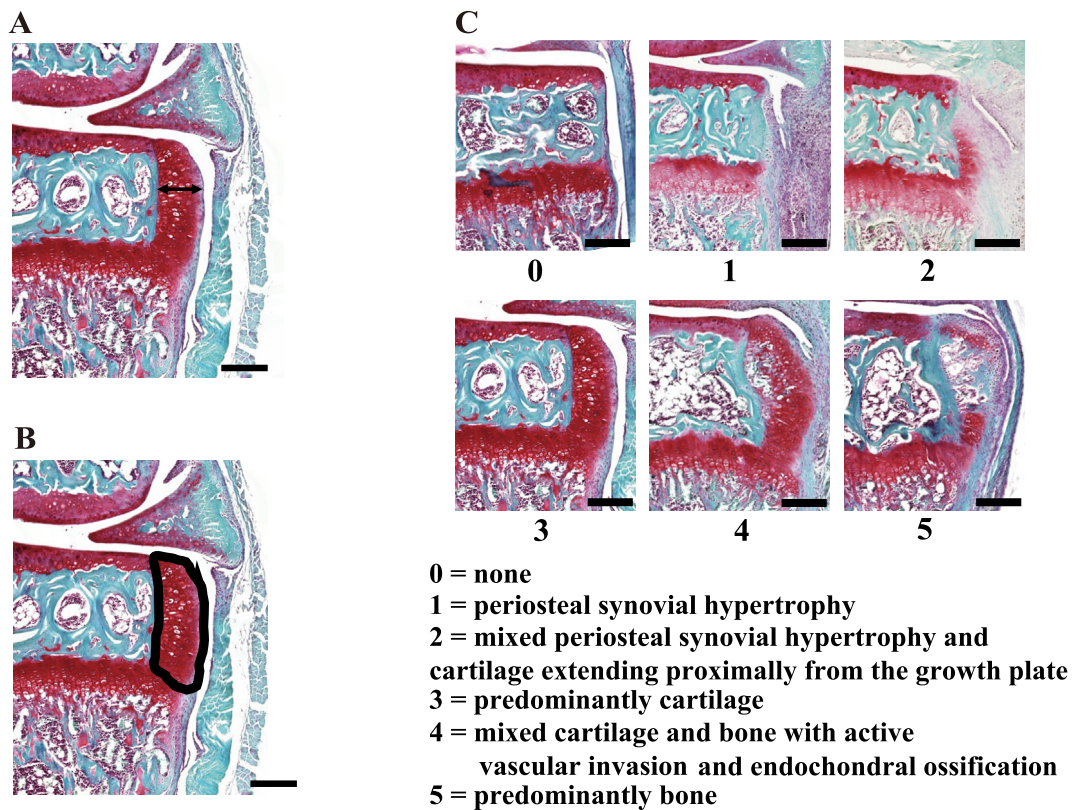 A
C
0
1
2
B
3
4
5
0 = none
1 = periosteal synovial hypertrophy
2 = mixed periosteal synovial hypertrophy and
cartilage extending proximally from the growth plate
3 = predominantly cartilage
4 = mixed cartilage and bone with active
vascular invasion and endochondral ossification
5 = predominantly bone